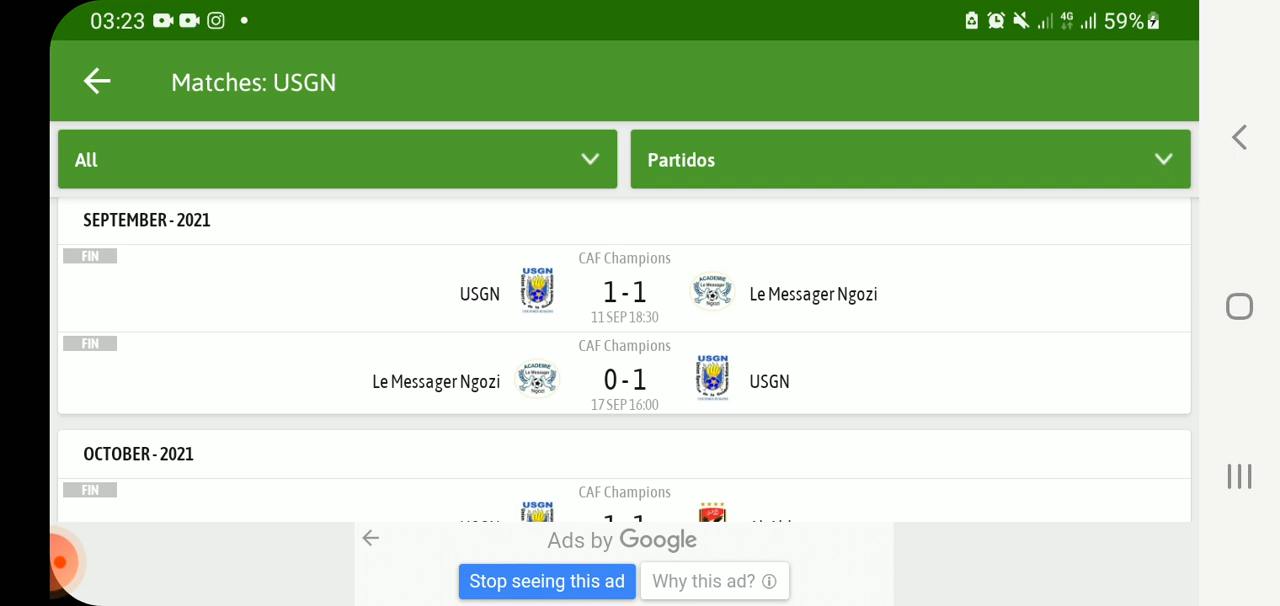 03:23
4G 59%
Matches: USGN
All
Partidos
SEPTEMBER - 2021
FIN
CAF Champions
USGN 1 - 1 Le Messager Ngozi
11 SEP 18:30
FIN
CAF Champions
Le Messager Ngozi 0 - 1 USGN
17 SEP 16:00
OCTOBER - 2021
FIN
CAF Champions
USGN
Ads by Google
Stop seeing this ad
Why this ad?